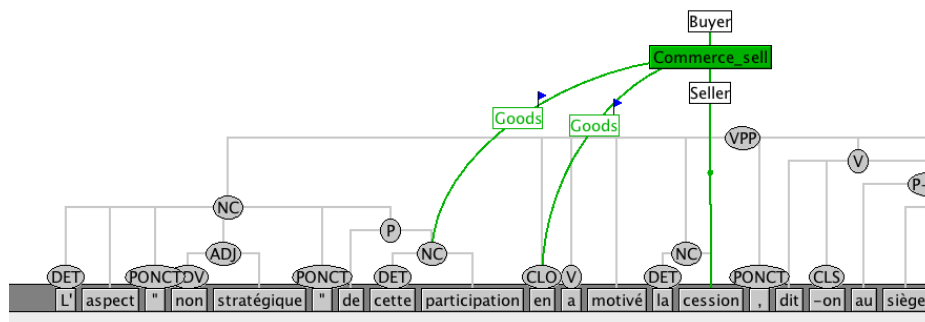 Buyer
Commerce_sell
Seller
Goods
Goods
VPP
V
NC
P
ADJ
NC
NC
DET
PONCT
PONCT
DET
CLO
V
DET
PONCT
CLS
L' aspect " non stratégique " de cette participation en a motivé la cession , dit -on au siège